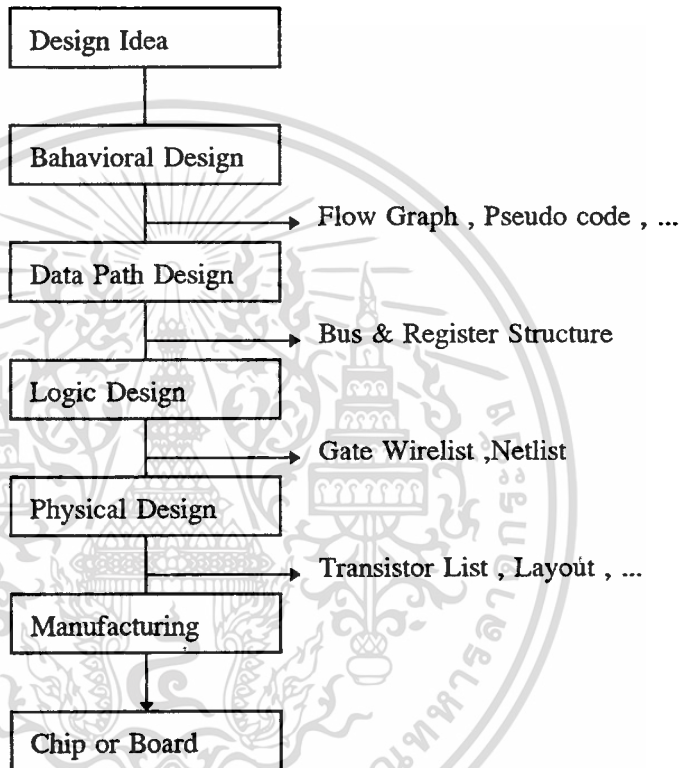 Design Idea
Bahavioral Design
Flow Graph , Pseudo code , ...
Data Path Design
Bus & Register Structure
Logic Design
Gate Wirelist ,Netlist
Physical Design
Transistor List , Layout , ...
Manufacturing
Chip or Board